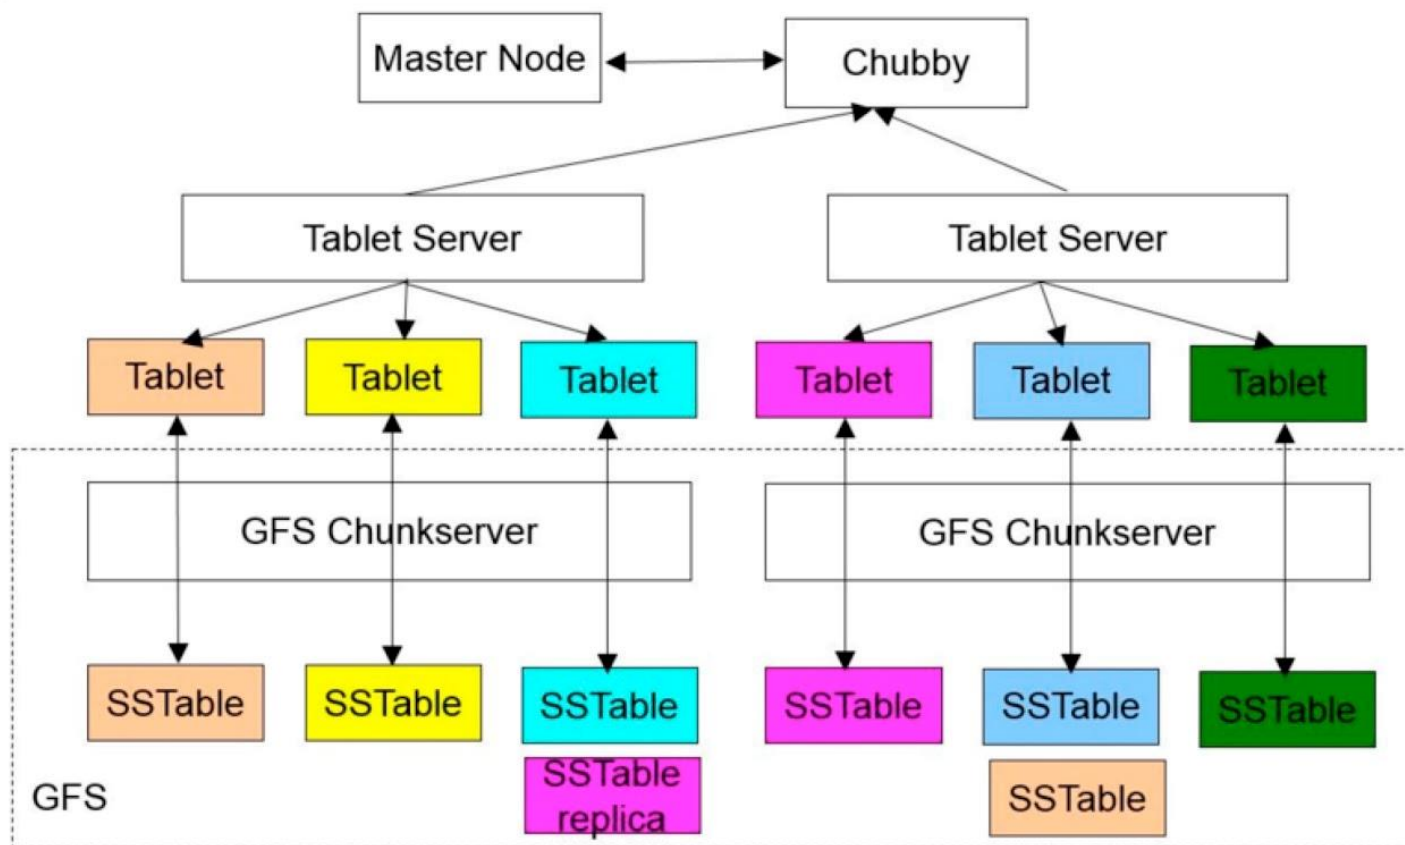 Master Node
Chubby
Tablet Server
Tablet Server
Tablet
Tablet
Tablet
Tablet
Tablet
Tablet
GFS Chunkserver
GFS Chunkserver
SSTable
SSTable
SSTable
SSTable
SSTable
SSTable
SSTable
replica
SSTable
GFS